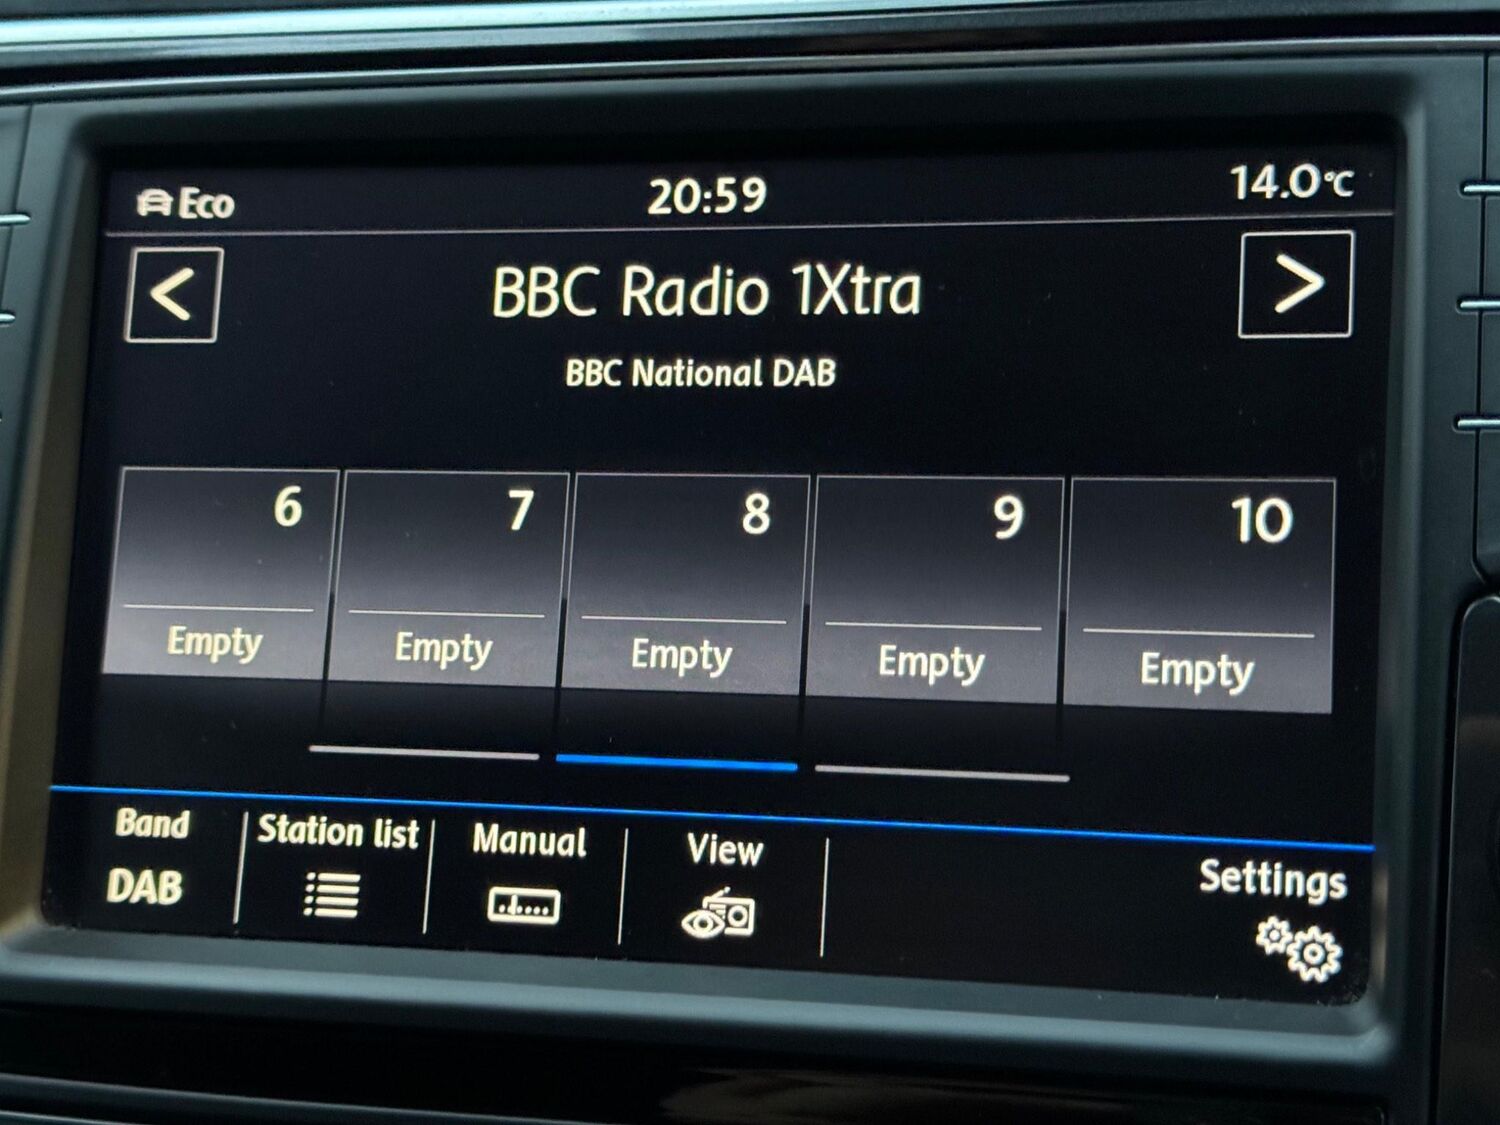 Eco 20:59 14.0°C
< BBC Radio 1Xtra >
BBC National DAB
6 7 8 9 10
Empty Empty Empty Empty Empty
Band Station list Manual View Settings
DAB